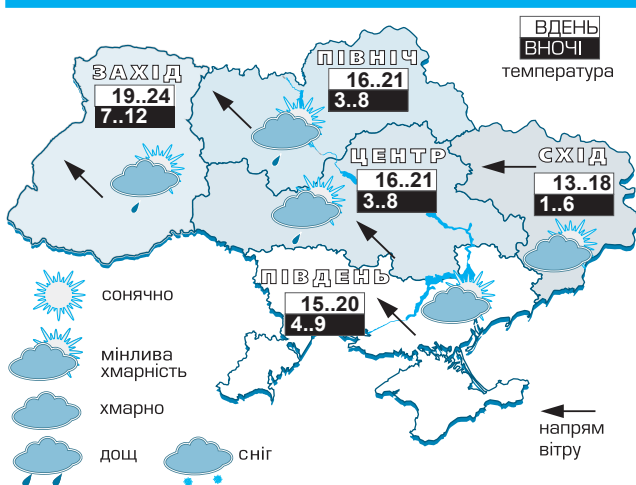 ВДЕНЬ
ВНОЧІ
температура
ЗАХІД
19..24
7..12
ПІВНІЧ
16..21
3..8
ЦЕНТР
16..21
3..8
СХІД
13..18
1..6
ПІВДЕНЬ
15..20
4..9
сонячно
мінлива
хмарність
хмарно
дощ
сніг
напрям
вітру